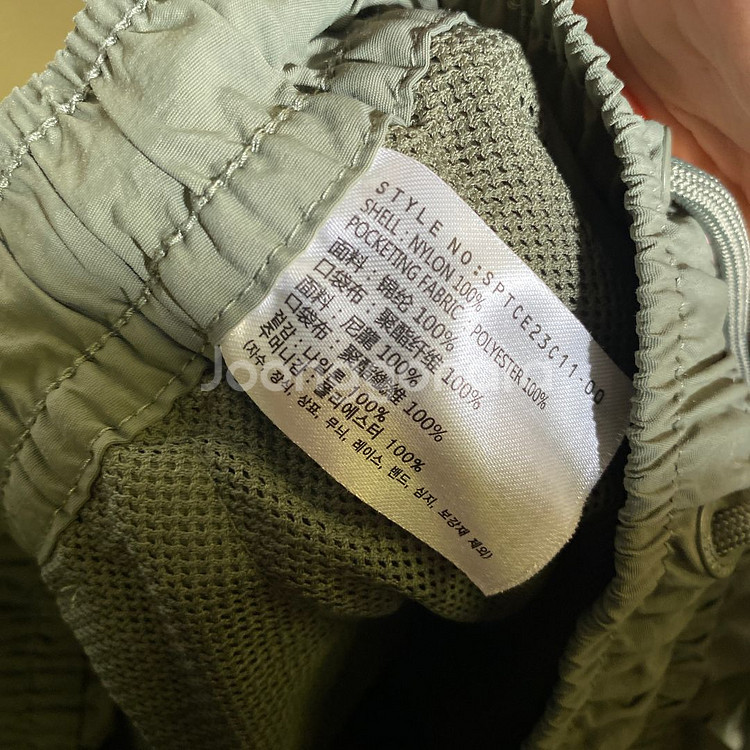 STYLE NO:SPTCE23C11-00
SHELL : NYLON 100%
POCKETING FABRIC : POLYESTER 100%
面料 : 锦纶 100%
口袋布 : 聚酯纤维 100%
面料 : 尼龍 100%
口袋布 : 聚酯纖維 100%
겉감 : 나일론 100%
주머니감 : 폴리에스터 100%
(자수, 장식, 상표, 무늬, 레이스, 밴드, 심지, 보강재 제외)